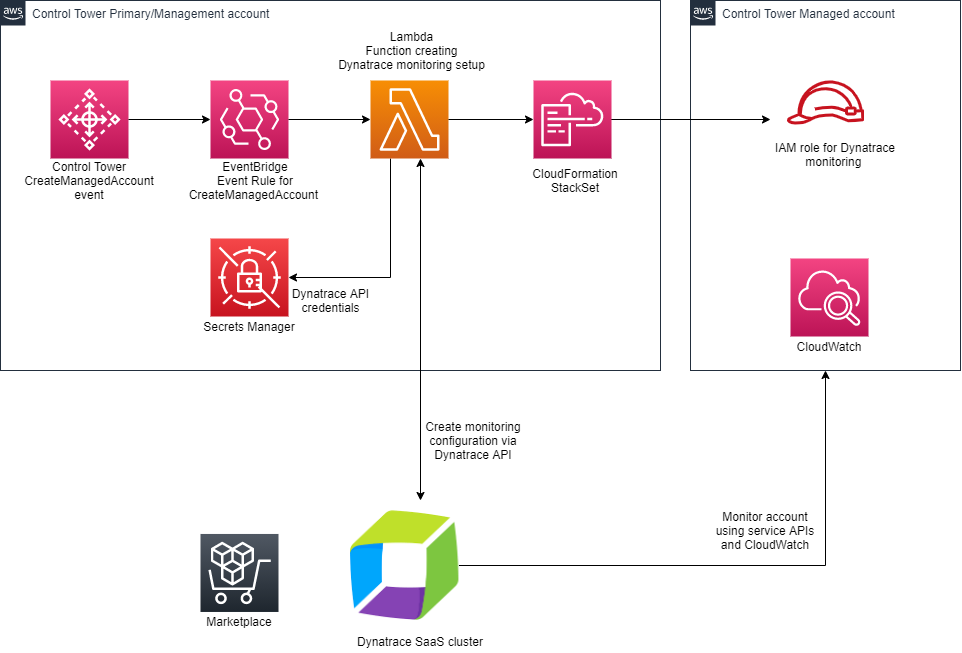 aws
Control Tower Primary/Management account
aws
Control Tower Managed account
Lambda
Function creating
Dynatrace monitoring setup
Control Tower
CreateManagedAccount
event
EventBridge
Event Rule for
CreateManagedAccount
CloudFormation
StackSet
IAM role for Dynatrace
monitoring
Dynatrace API
credentials
Secrets Manager
CloudWatch
Create monitoring
configuration via
Dynatrace API
Monitor account
using service APIs
and CloudWatch
Marketplace
Dynatrace SaaS cluster